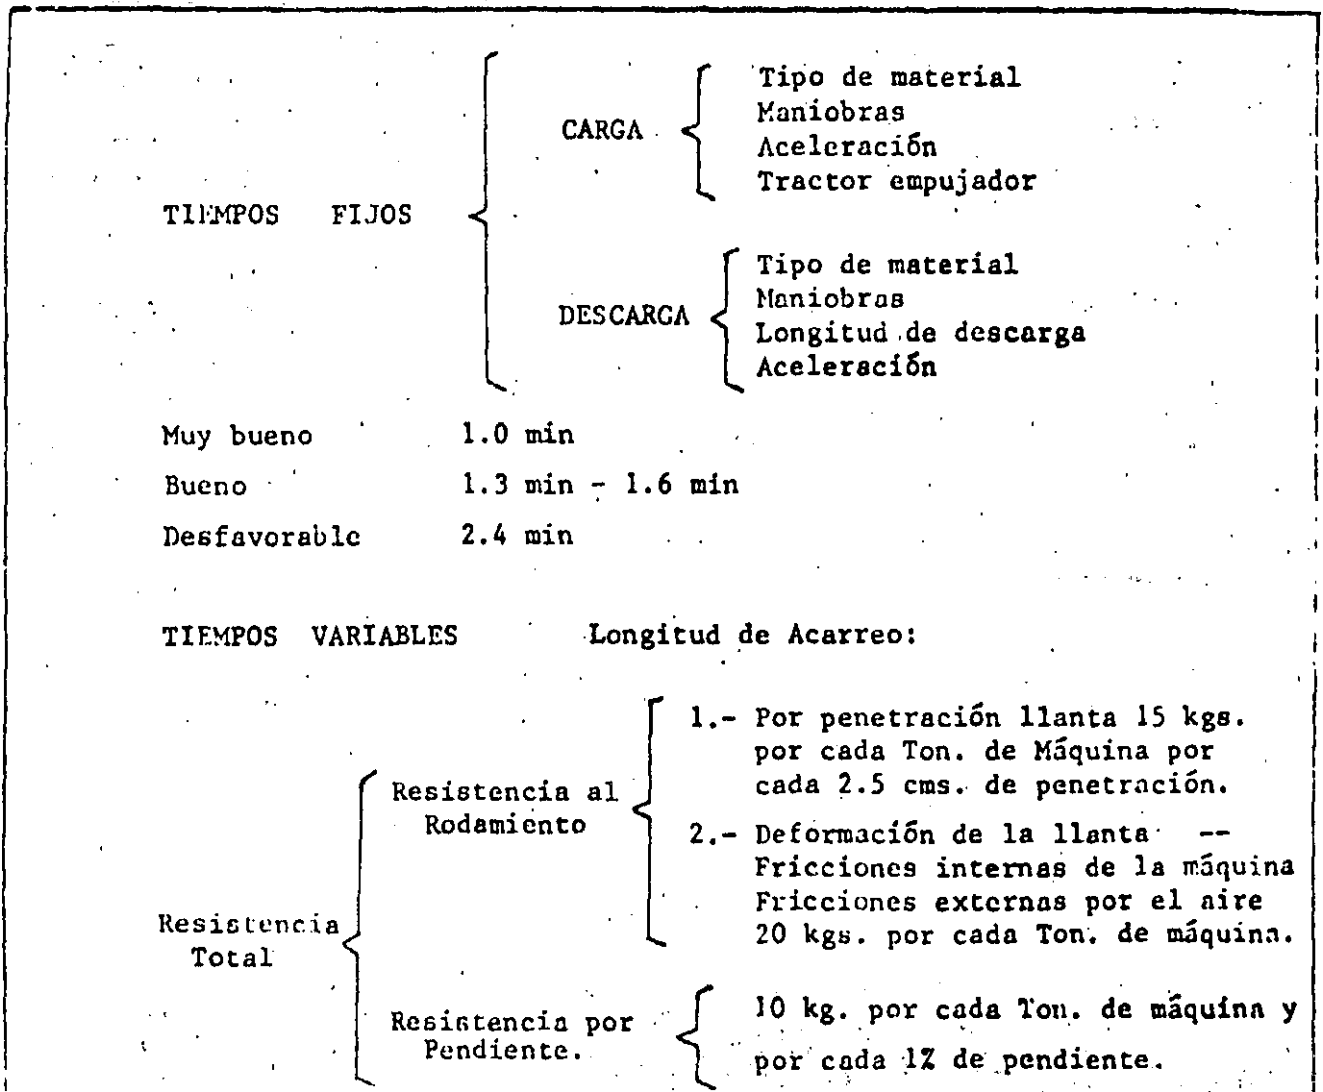 Tipo de material
Maniobras
CARGA
Aceleración
Tractor empujador
TIEMPOS FIJOS
Tipo de material
Maniobras
DESCARGA
Longitud de descarga
Aceleración
Muy bueno 1.0 min
Bueno 1.3 min - 1.6 min
Desfavorable 2.4 min
TIEMPOS VARIABLES Longitud de Acarreo:
Resistencia al
Rodamiento
1.- Por penetración llanta 15 kgs.
por cada Ton. de Máquina por
cada 2.5 cms. de penetración.
2.- Deformación de la llanta --
Fricciones internas de la máquina
Fricciones externas por el aire
20 kgs. por cada Ton. de máquina.
Resistencia
Total
Resistencia por
Pendiente.
10 kg. por cada Ton. de máquina y
por cada 1% de pendiente.